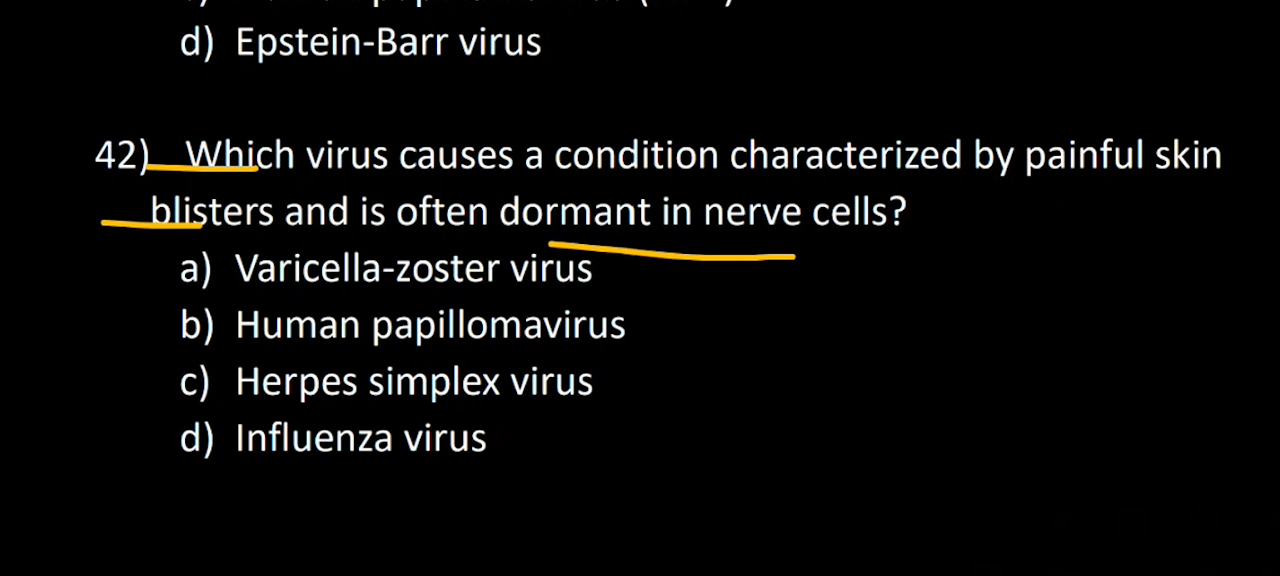 d) Epstein-Barr virus
42) Which virus causes a condition characterized by painful skin
blisters and is often dormant in nerve cells?
a) Varicella-zoster virus
b) Human papillomavirus
c) Herpes simplex virus
d) Influenza virus